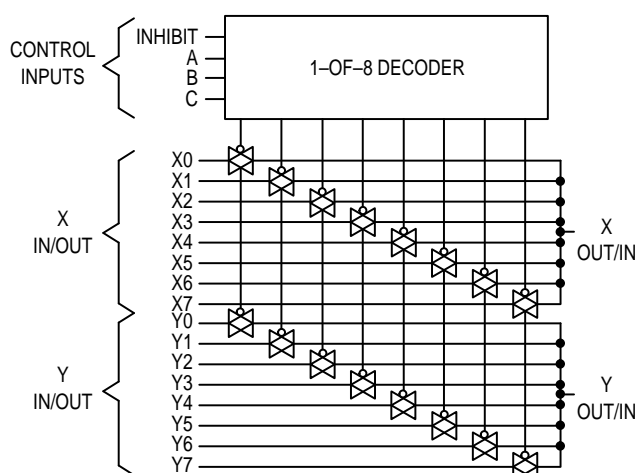 CONTROL
INPUTS
INHIBIT
A
B
C
1–OF–8 DECODER
X
IN/OUT
X0
X1
X2
X3
X4
X5
X6
X7
X
OUT/IN
Y
IN/OUT
Y0
Y1
Y2
Y3
Y4
Y5
Y6
Y7
Y
OUT/IN